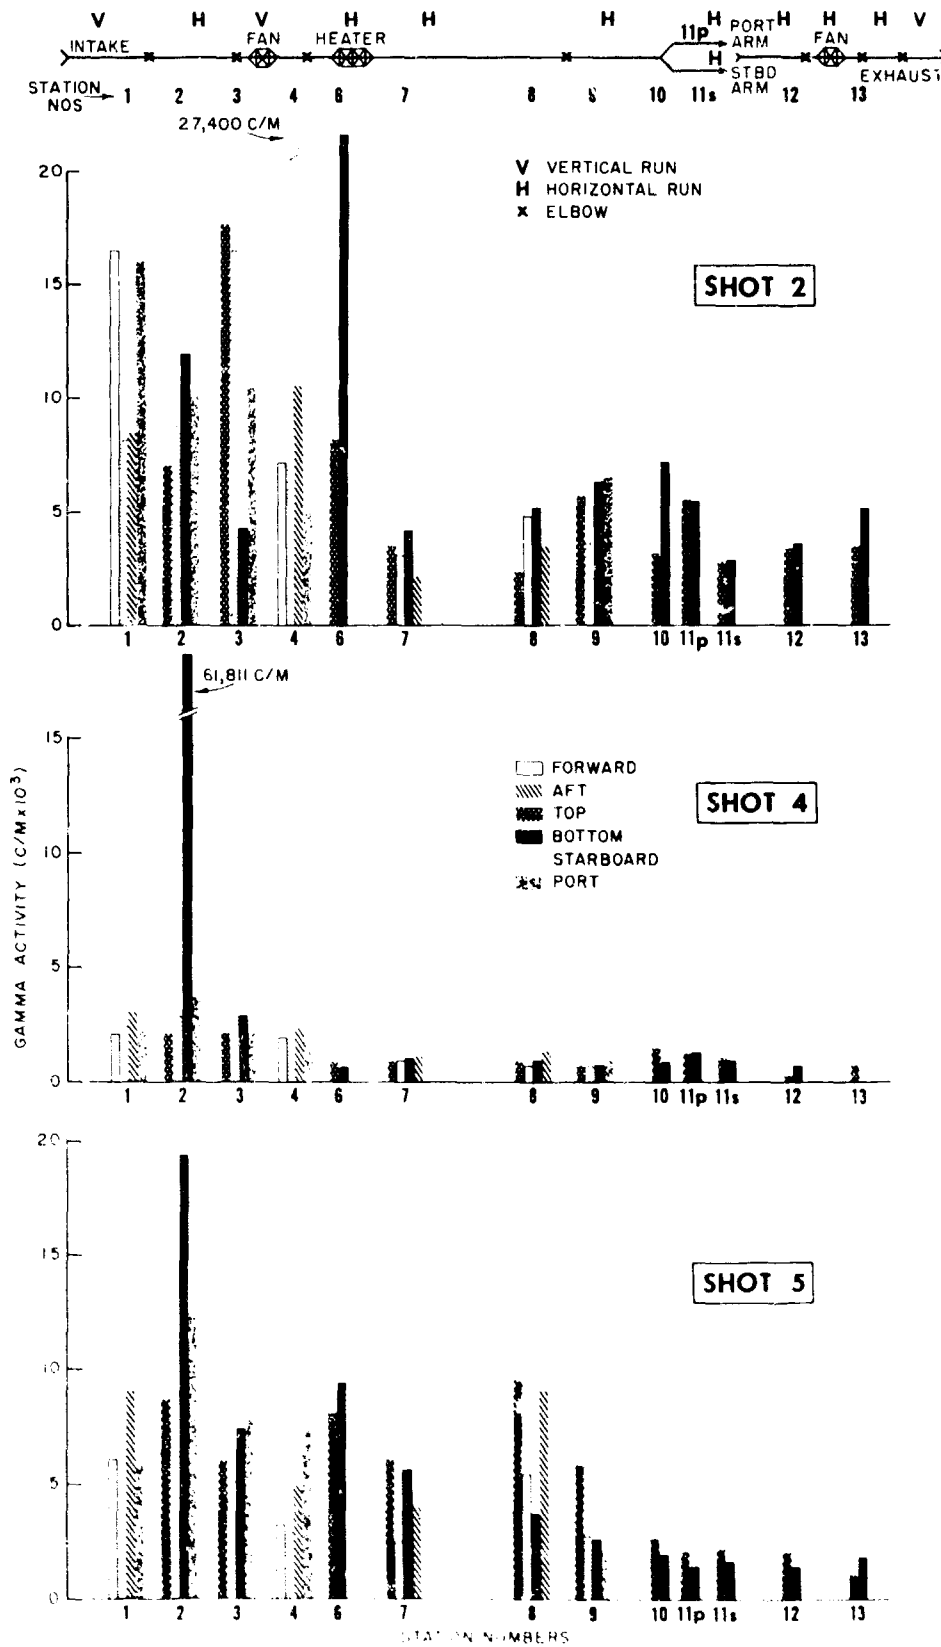 V H V H H H H H H H V
INTAKE FAN HEATER 11p PORT ARM FAN
H STBD ARM EXHAUST
STATION NOS 1 2 3 4 6 7 8 9 10 11s 12 13
27,400 C/M
V VERTICAL RUN
H HORIZONTAL RUN
x ELBOW
20
15
10
5
0
SHOT 2
1 2 3 4 6 7 8 9 10 11p 11s 12 13
61,811 C/M
15
10
5
0
FORWARD
AFT
TOP
BOTTOM
STARBOARD
PORT
SHOT 4
GAMMA ACTIVITY (C/M x 10³)
1 2 3 4 6 7 8 9 10 11p 11s 12 13
20
15
10
5
0
SHOT 5
1 2 3 4 6 7 8 9 10 11p 11s 12 13
STATION NUMBERS